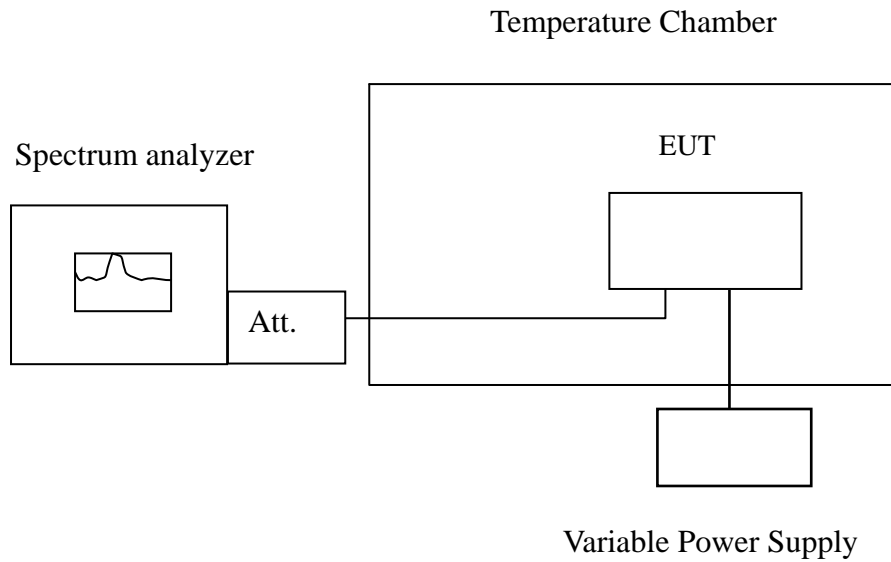 Temperature Chamber
Spectrum analyzer
EUT
Att.
Variable Power Supply